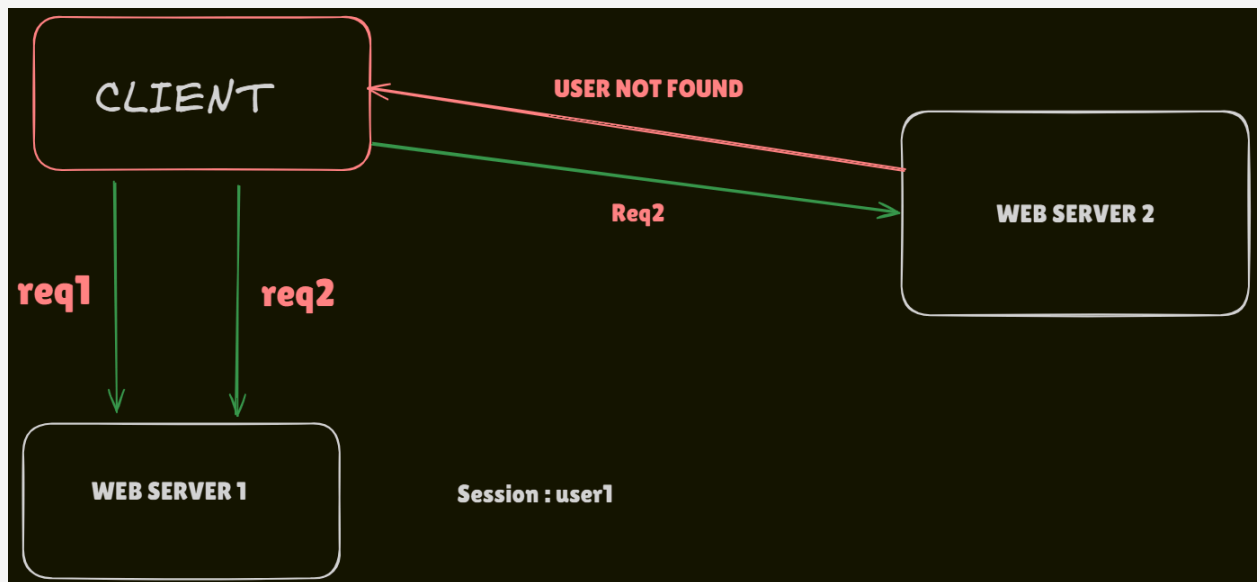 CLIENT
USER NOT FOUND
Req2
WEB SERVER 2
req1
req2
WEB SERVER 1
Session : user1